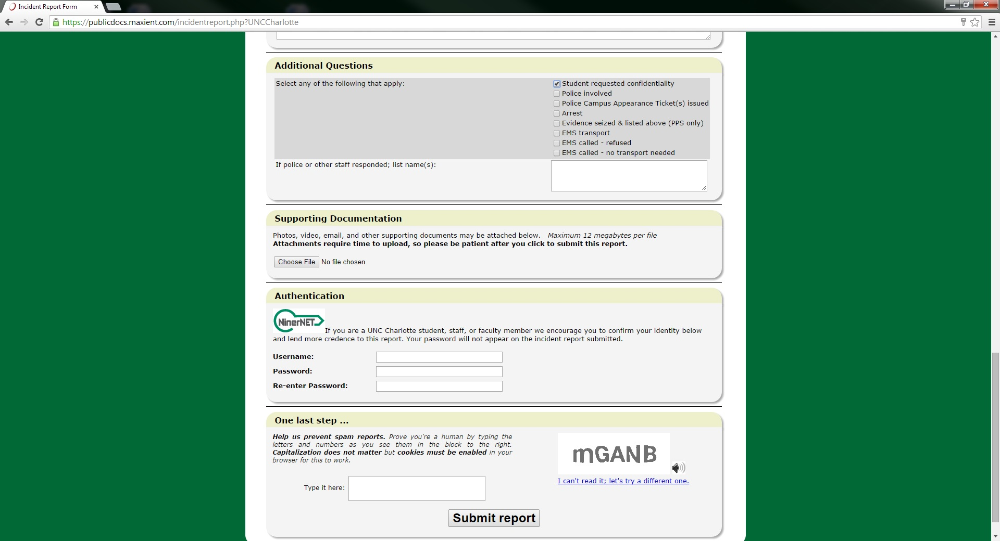 Incident Report Form
https://publicdocs.maxient.com/incidentreport.php?UNCCharlotte
Additional Questions
Select any of the following that apply:
Student requested confidentiality
Police involved
Police Campus Appearance Ticket(s) issued
Arrest
Evidence seized & listed above (PPS only)
EMS transport
EMS called - refused
EMS called - no transport needed
If police or other staff responded; list name(s):
Supporting Documentation
Photos, video, email, and other supporting documents may be attached below. Maximum 12 megabytes per file
Attachments require time to upload, so please be patient after you click to submit this report.
Choose File No file chosen
Authentication
NinerNET
If you are a UNC Charlotte student, staff, or faculty member we encourage you to confirm your identity below
and lend more credence to this report. Your password will not appear on the incident report submitted.
Username:
Password:
Re-enter Password:
One last step ...
Help us prevent spam reports. Prove you're a human by typing the
letters and numbers as you see them in the block to the right.
Capitalization does not matter but cookies must be enabled in your
browser for this to work.
mGANB
I can't read it; let's try a different one.
Type it here:
Submit report